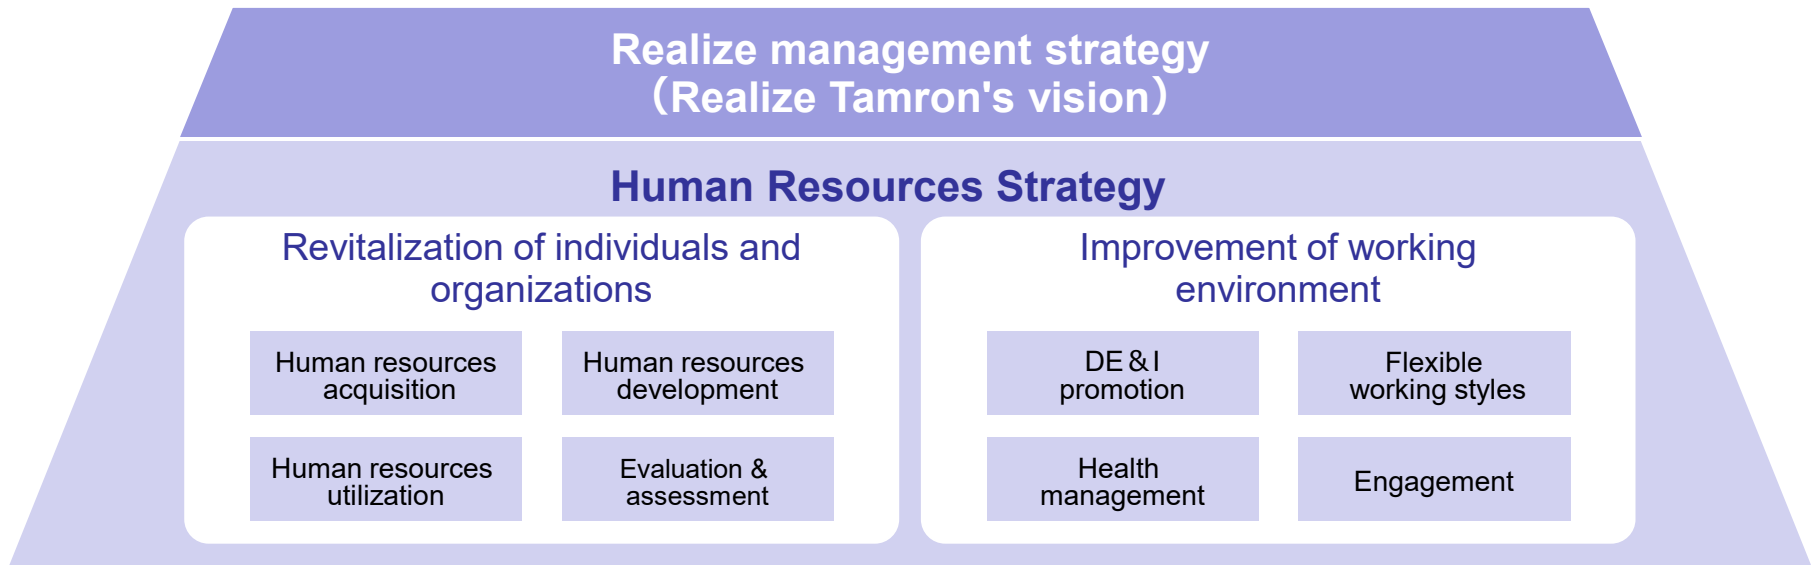 Realize management strategy
（Realize Tamron's vision）
Human Resources Strategy
Revitalization of individuals and
organizations
Human resources
acquisition
Human resources
development
Human resources
utilization
Evaluation &
assessment
Improvement of working
environment
DE＆I
promotion
Flexible
working styles
Health
management
Engagement